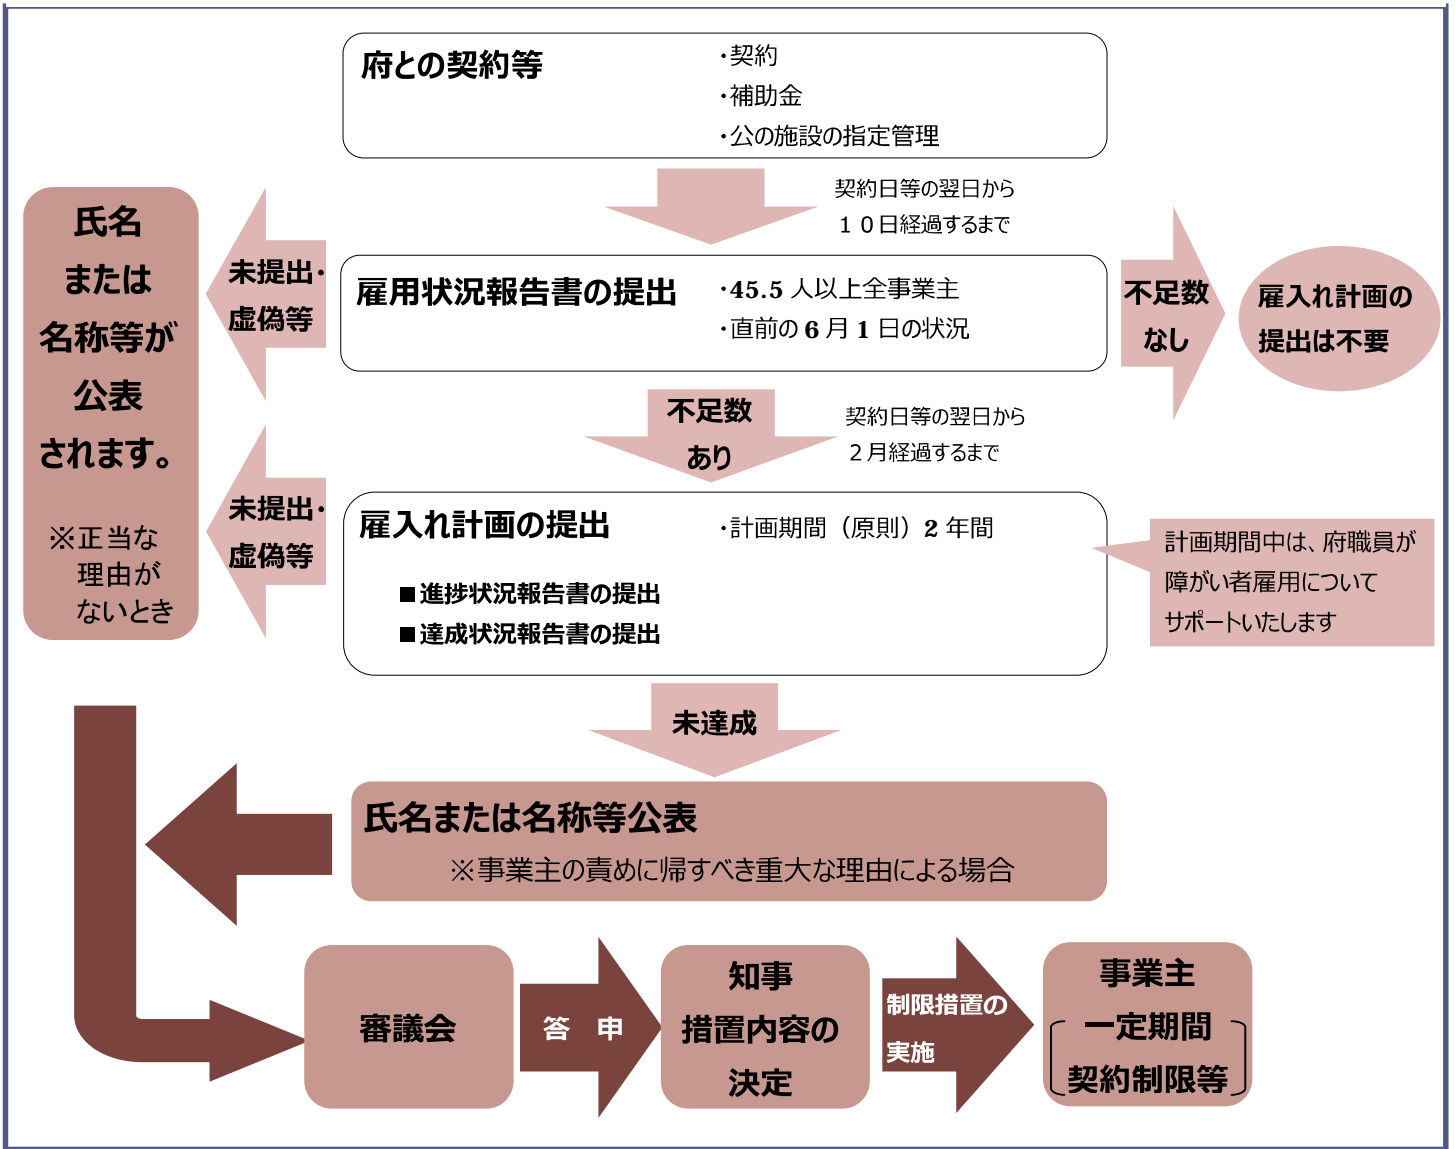 府との契約等
・契約
・補助金
・公の施設の指定管理
契約日等の翌日から
１０日経過するまで
氏名
または
名称等が
公表
されます。
※正当な
理由が
ないとき
未提出・
虚偽等
雇用状況報告書の提出
・45.5 人以上全事業主
・直前の 6 月 1 日の状況
不足数
なし
雇入れ計画の
提出は不要
不足数
あり
契約日等の翌日から
２月経過するまで
未提出・
虚偽等
雇入れ計画の提出
・計画期間（原則）2 年間
■進捗状況報告書の提出
■達成状況報告書の提出
計画期間中は、府職員が
障がい者雇用について
サポートいたします
未達成
氏名または名称等公表
※事業主の責めに帰すべき重大な理由による場合
審議会
答　申
知事
措置内容の
決定
制限措置の
実施
事業主
一定期間
契約制限等